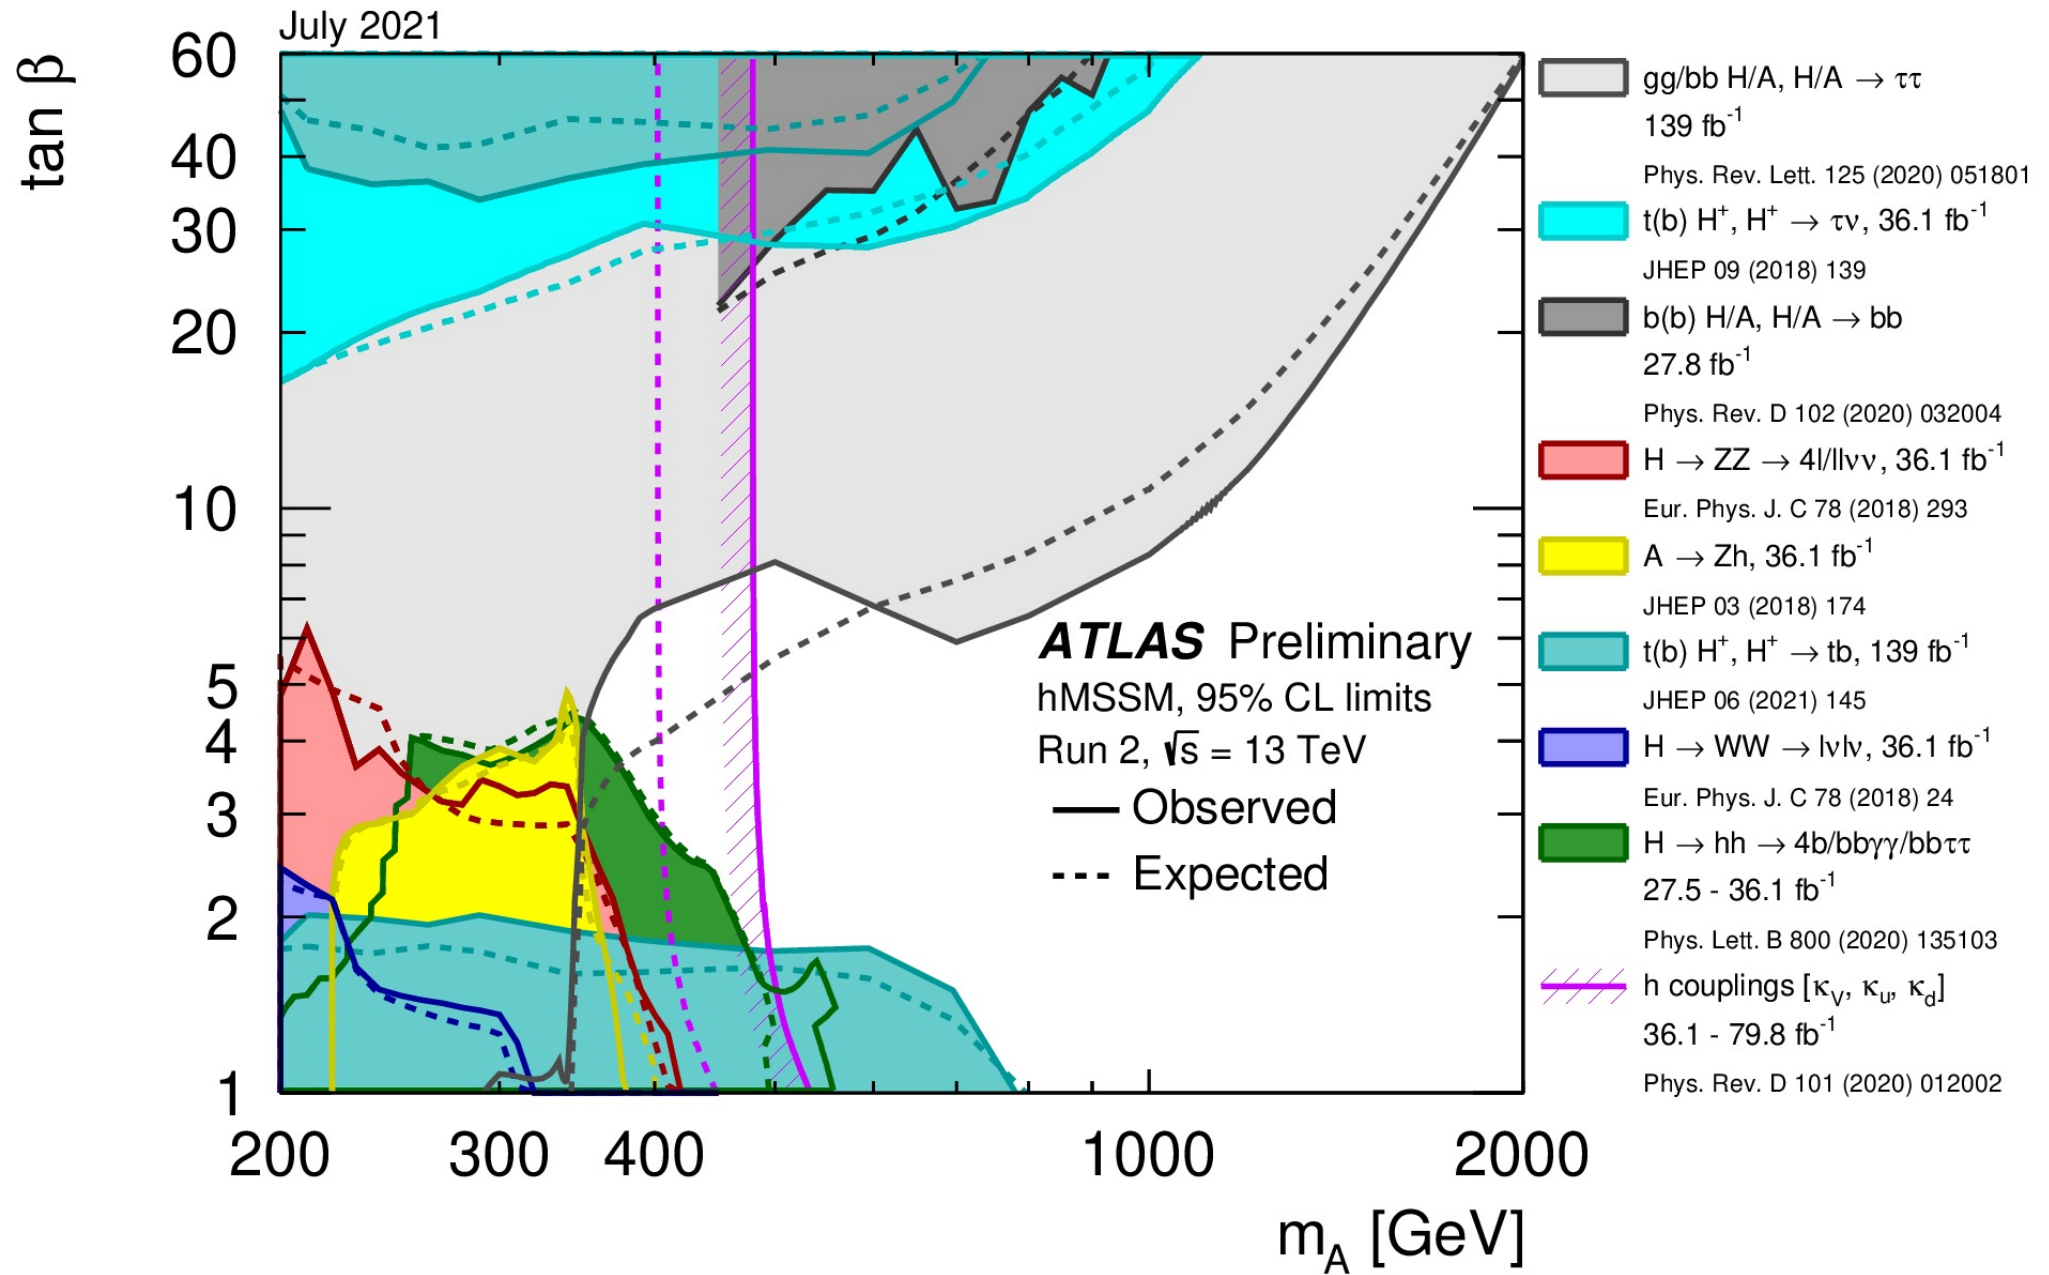 July 2021
tan β
60
40
30
20
10
5
4
3
2
1
200
300
400
1000
2000
m_A [GeV]
ATLAS Preliminary
hMSSM, 95% CL limits
Run 2, √s = 13 TeV
Observed
Expected
gg/bb H/A, H/A → ττ
139 fb⁻¹
Phys. Rev. Lett. 125 (2020) 051801
t(b) H⁺, H⁺ → τν, 36.1 fb⁻¹
JHEP 09 (2018) 139
b(b) H/A, H/A → bb
27.8 fb⁻¹
Phys. Rev. D 102 (2020) 032004
H → ZZ → 4l/llνν, 36.1 fb⁻¹
Eur. Phys. J. C 78 (2018) 293
A → Zh, 36.1 fb⁻¹
JHEP 03 (2018) 174
t(b) H⁺, H⁺ → tb, 139 fb⁻¹
JHEP 06 (2021) 145
H → WW → lνlν, 36.1 fb⁻¹
Eur. Phys. J. C 78 (2018) 24
H → hh → 4b/bbγγ/bbττ
27.5 - 36.1 fb⁻¹
Phys. Lett. B 800 (2020) 135103
h couplings [κ_V, κ_u, κ_d]
36.1 - 79.8 fb⁻¹
Phys. Rev. D 101 (2020) 012002